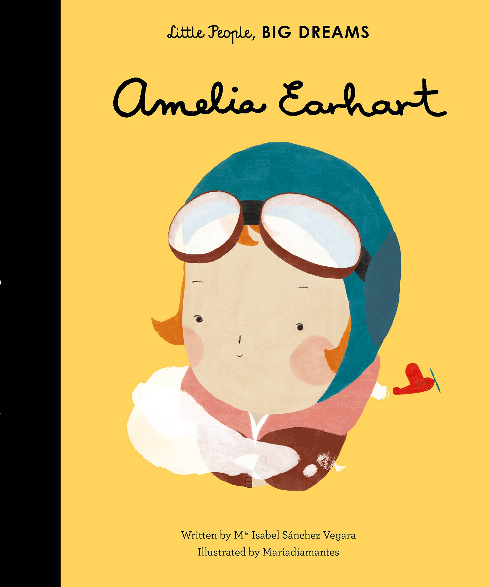 Little People, BIG DREAMS
Amelia Earhart
Written by Mª Isabel Sánchez Vegara
Illustrated by Mariadiamantes